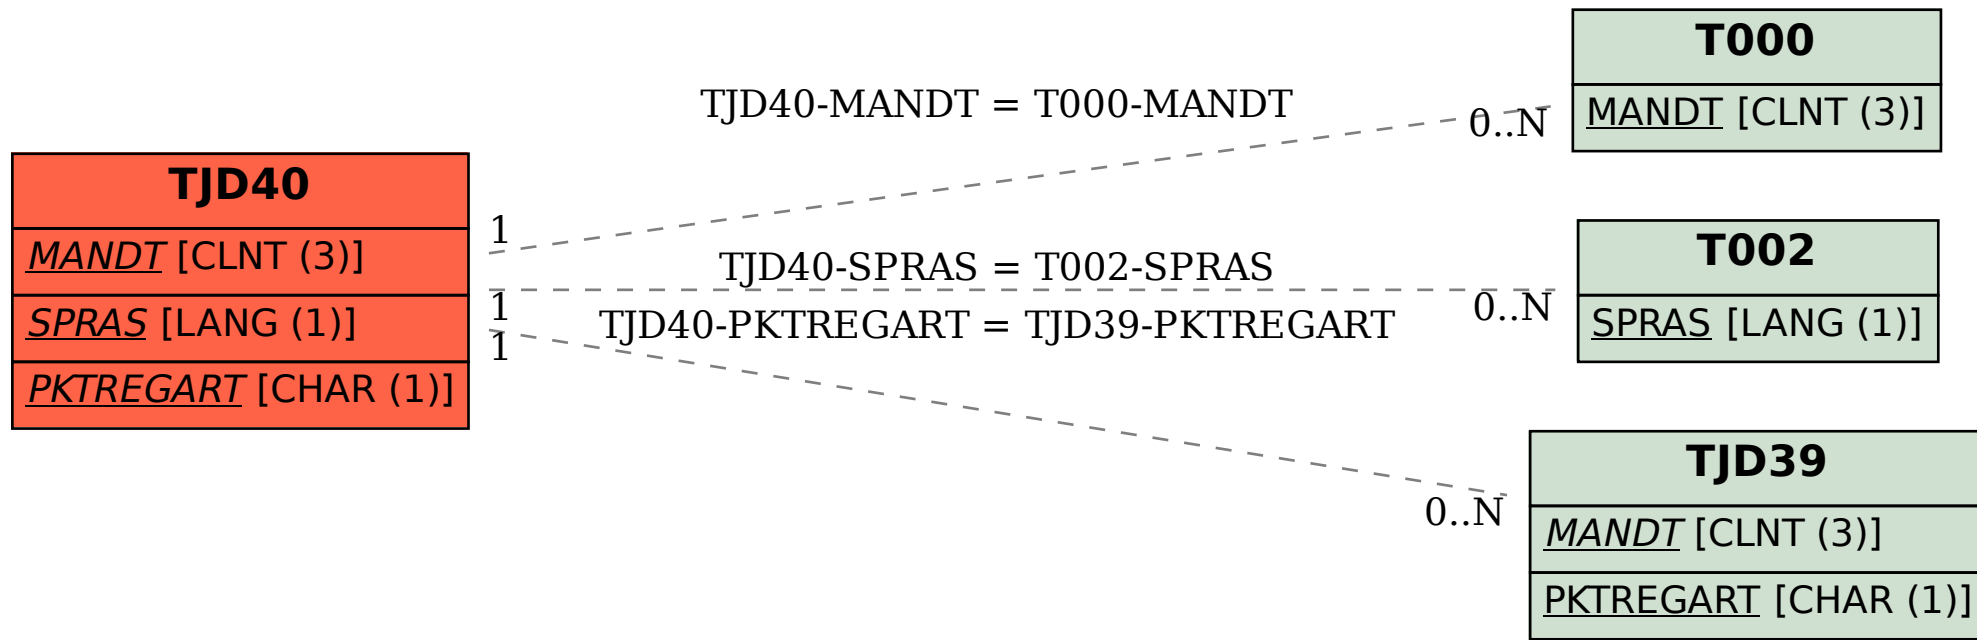 TJD40
MANDT [CLNT (3)]
SPRAS [LANG (1)]
PKTREGART [CHAR (1)]
TJD40-MANDT = T000-MANDT
1
0..N
TJD40-SPRAS = T002-SPRAS
1
0..N
TJD40-PKTREGART = TJD39-PKTREGART
1
0..N
T000
MANDT [CLNT (3)]
T002
SPRAS [LANG (1)]
TJD39
MANDT [CLNT (3)]
PKTREGART [CHAR (1)]